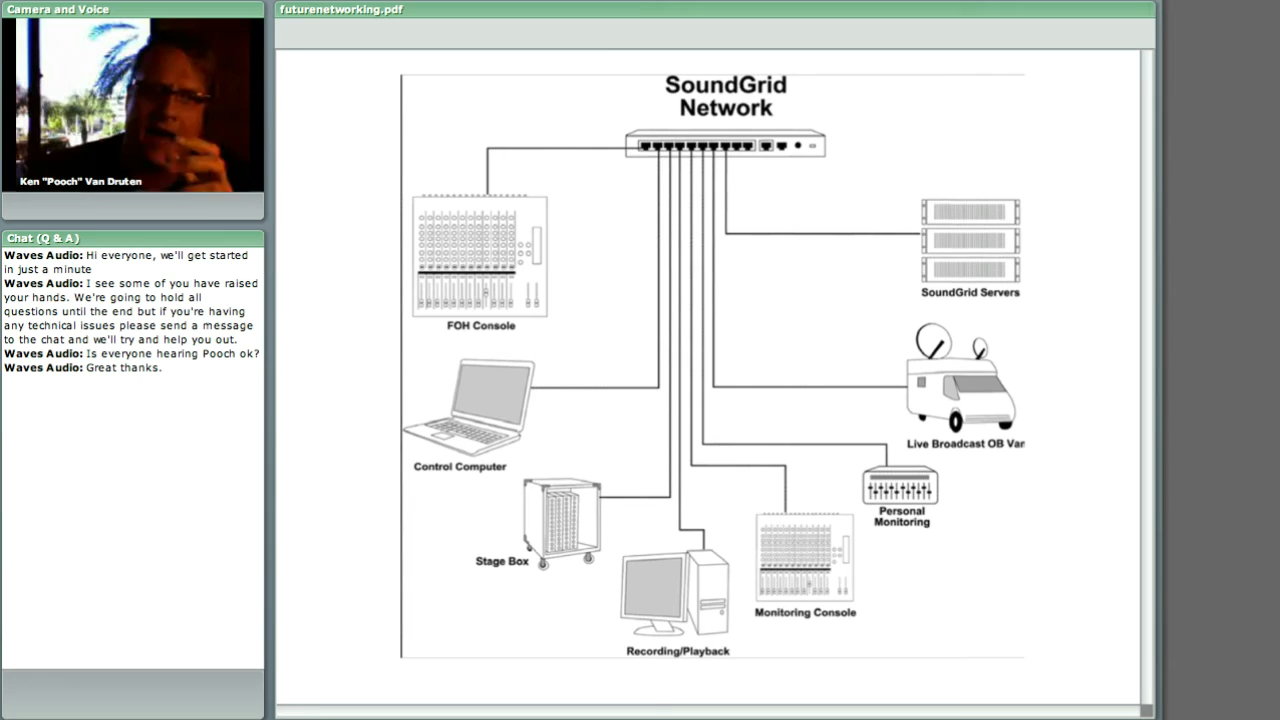 Camera and Voice
Ken "Pooch" Van Druten
Chat (Q & A)
Waves Audio: Hi everyone, we'll get started
in just a minute
Waves Audio: I see some of you have raised
your hands. We're going to hold all
questions until the end but if you're having
any technical issues please send a message
to the chat and we'll try and help you out.
Waves Audio: Is everyone hearing Pooch ok?
Waves Audio: Great thanks.
futurenetworking.pdf
SoundGrid
Network
FOH Console
SoundGrid Servers
Control Computer
Live Broadcast OB Van
Stage Box
Personal
Monitoring
Monitoring Console
Recording/Playback